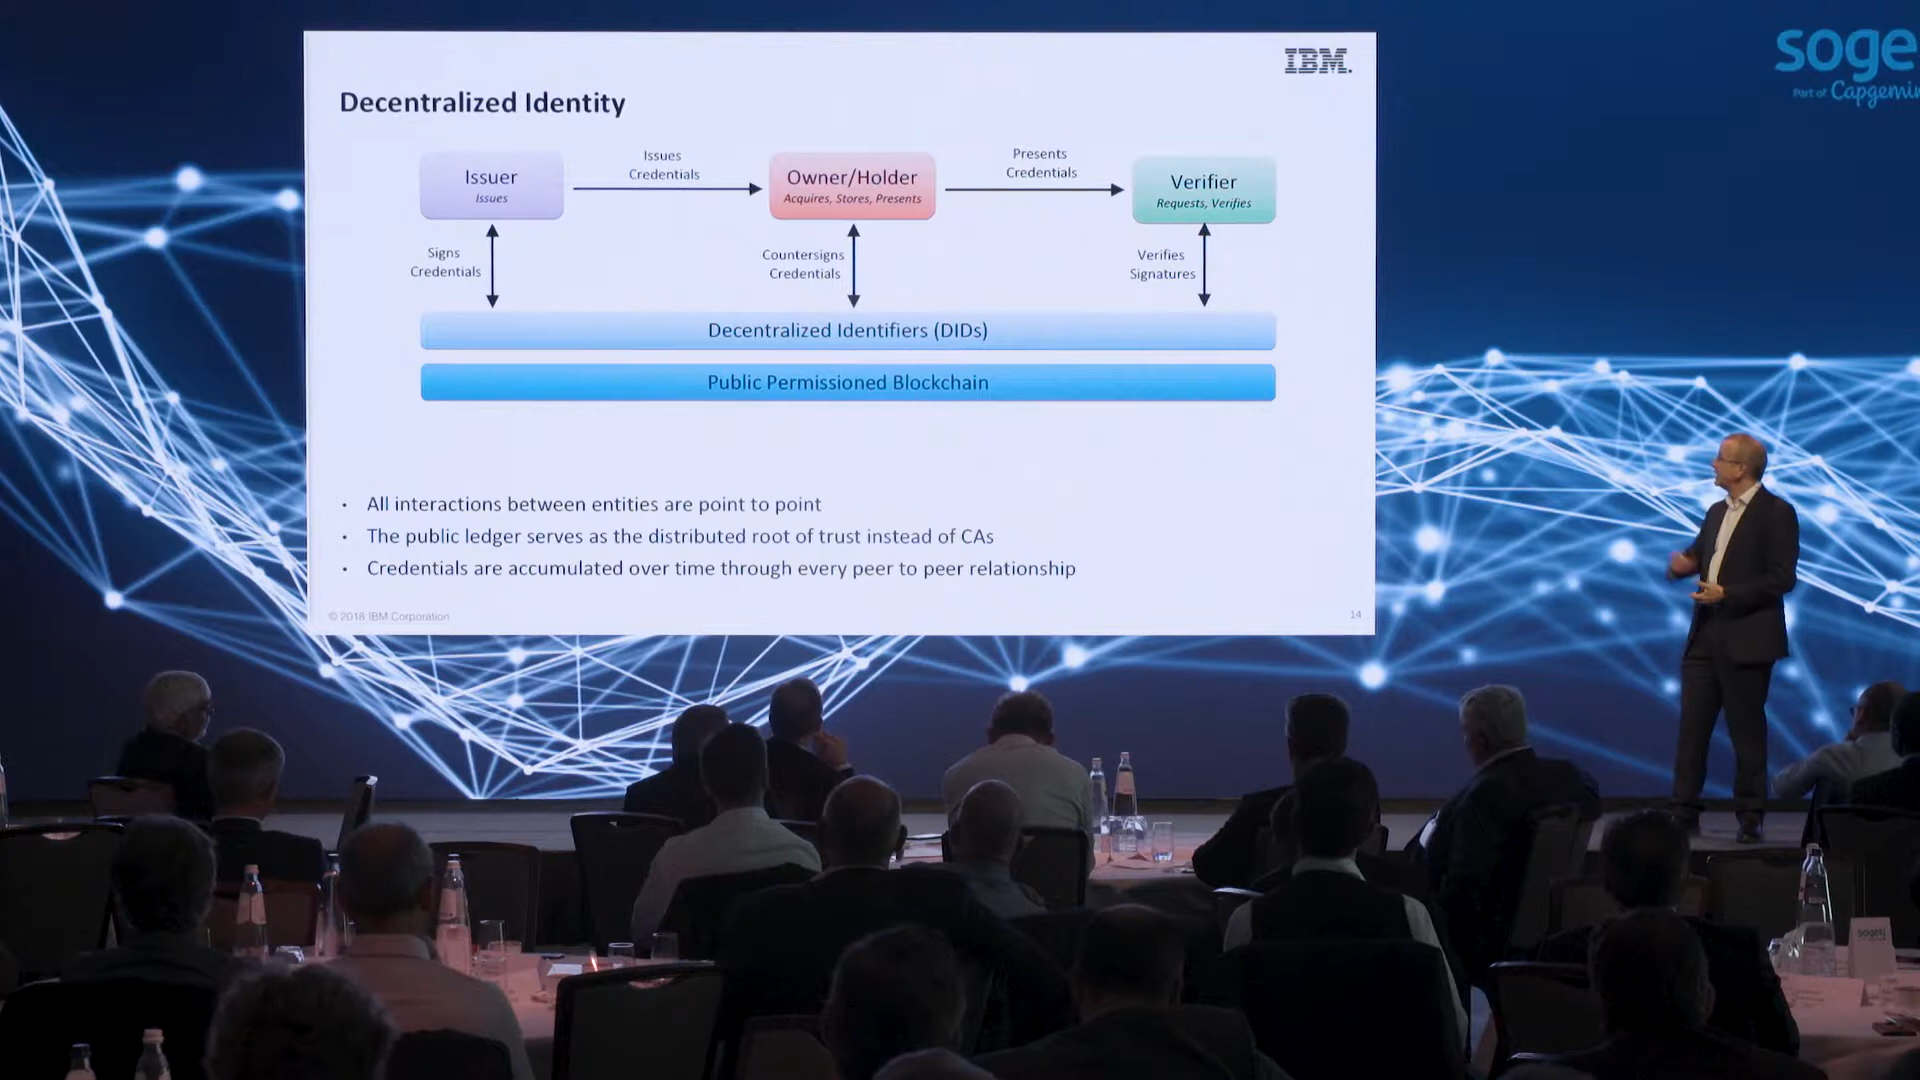 IBM.
soge
Part of Capgemin
Decentralized Identity
Issues
Credentials
Presents
Credentials
Issuer
Issues
Owner/Holder
Acquires, Stores, Presents
Verifier
Requests, Verifies
Signs
Credentials
Countersigns
Credentials
Verifies
Signatures
Decentralized Identifiers (DIDs)
Public Permissioned Blockchain
• All interactions between entities are point to point
• The public ledger serves as the distributed root of trust instead of CAs
• Credentials are accumulated over time through every peer to peer relationship
© 2018 IBM Corporation
14
sogeti